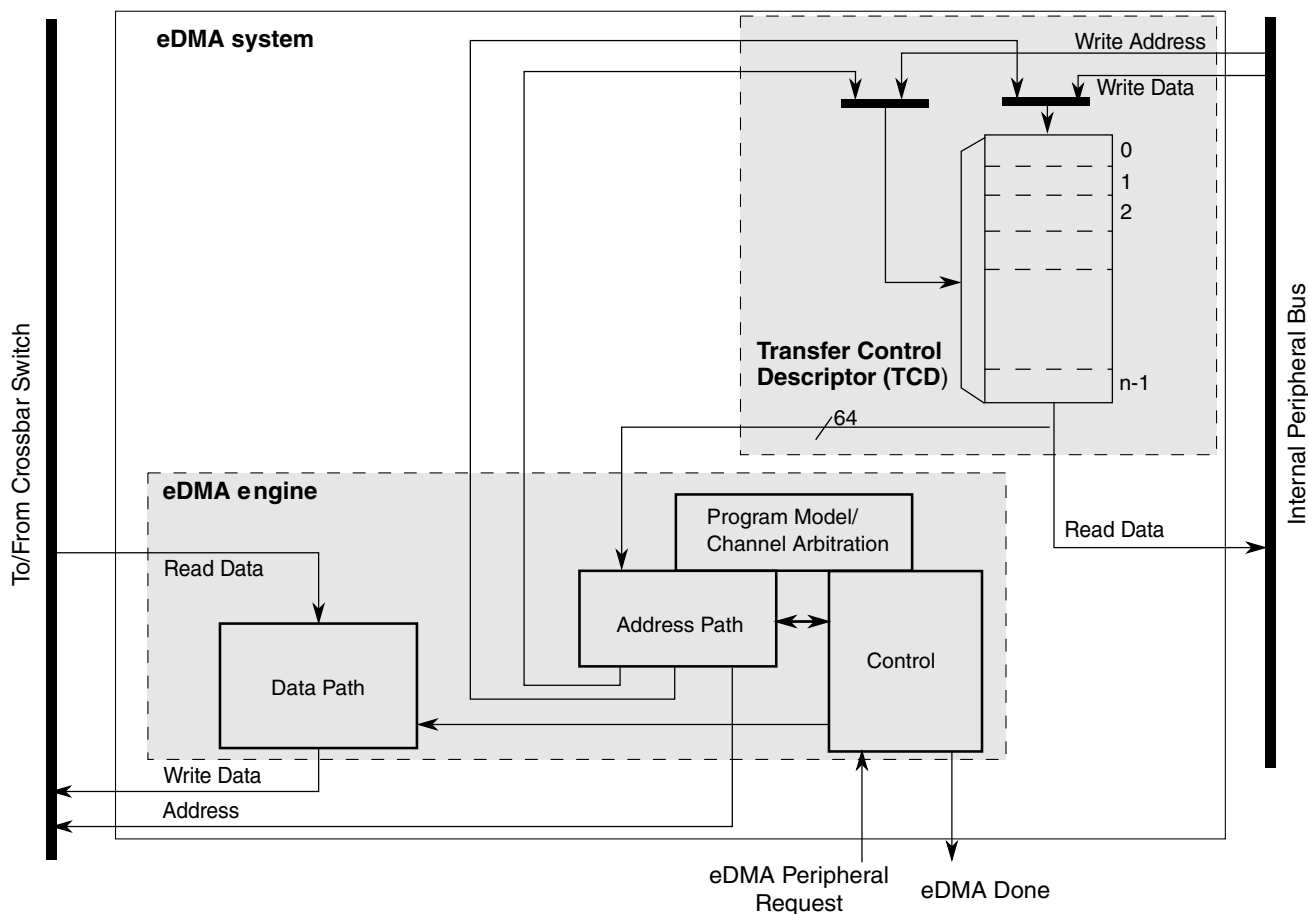 eDMA system
Write Address
Write Data
0
1
2
n-1
Transfer Control
Descriptor (TCD)
64
eDMA engine
Program Model/
Channel Arbitration
Read Data
Read Data
Address Path
Control
Data Path
Write Data
Address
eDMA Peripheral
Request
eDMA Done
To/From Crossbar Switch
Internal Peripheral Bus